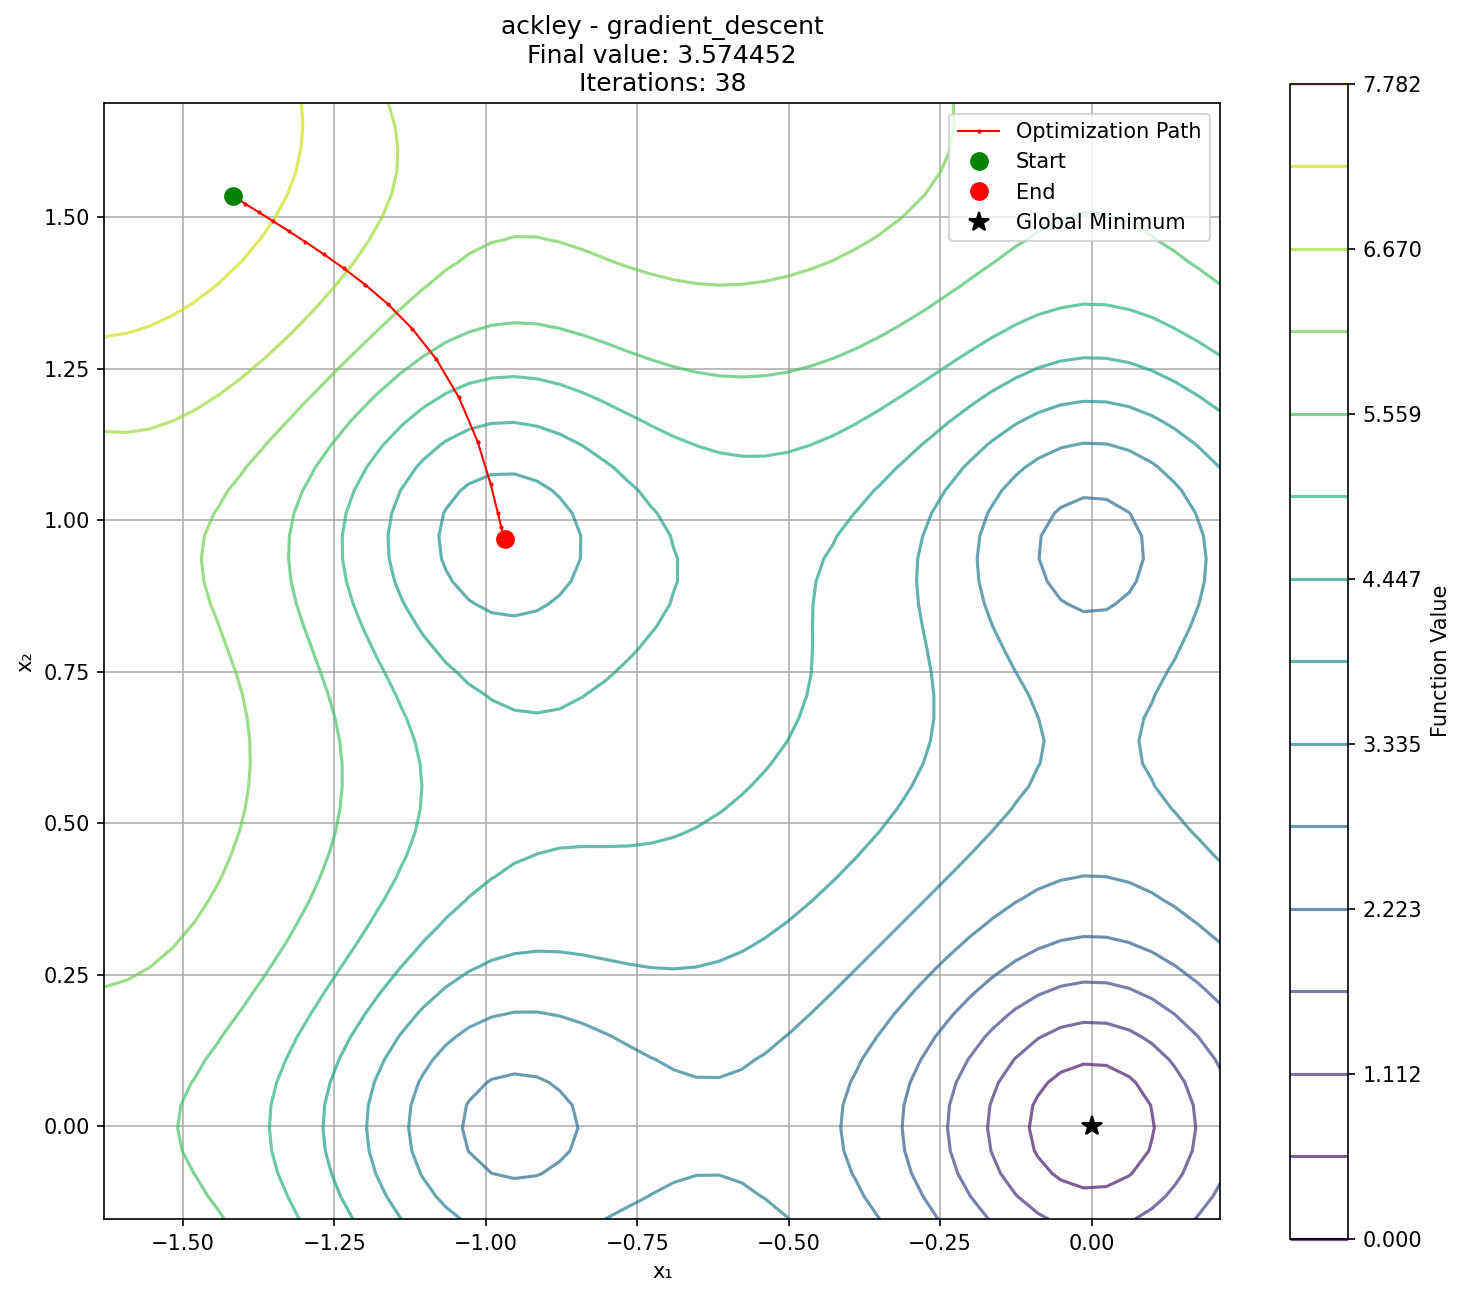 ackley - gradient_descent
Final value: 3.574452
Iterations: 38
Optimization Path
Start
End
Global Minimum
1.50
1.25
1.00
0.75
0.50
0.25
0.00
x₂
−1.50 −1.25 −1.00 −0.75 −0.50 −0.25 0.00
x₁
7.782
6.670
5.559
4.447
3.335
2.223
1.112
0.000
Function Value